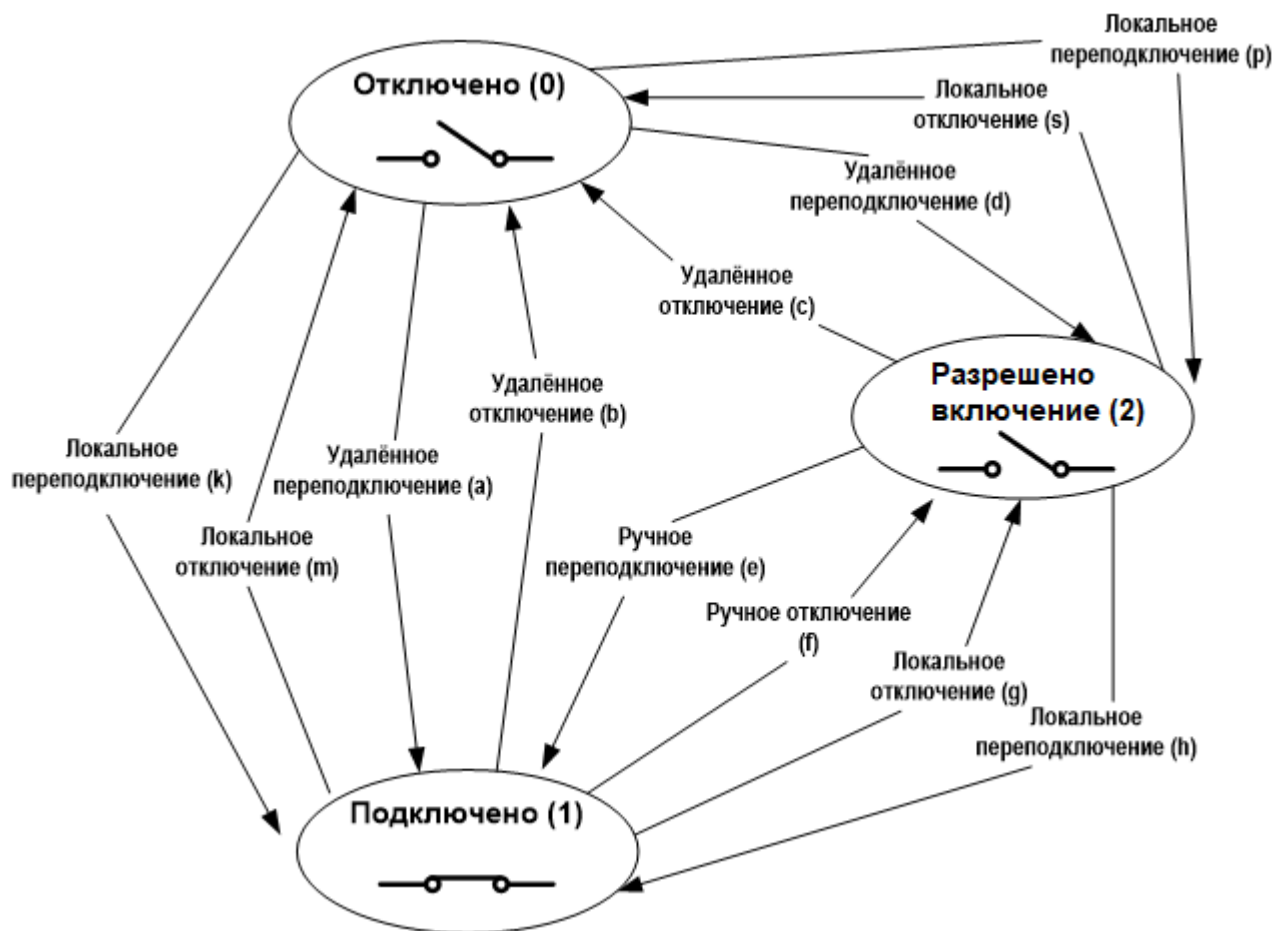 Локальное
переподключение (p)
Отключено (0)
Локальное
отключение (s)
Удалённое
переподключение (d)
Удалённое
отключение (c)
Разрешено
включение (2)
Удалённое
отключение (b)
Локальное
переподключение (k)
Удалённое
переподключение (a)
Локальное
отключение (m)
Ручное
переподключение (e)
Ручное отключение
(f)
Локальное
отключение (g)
Локальное
переподключение (h)
Подключено (1)